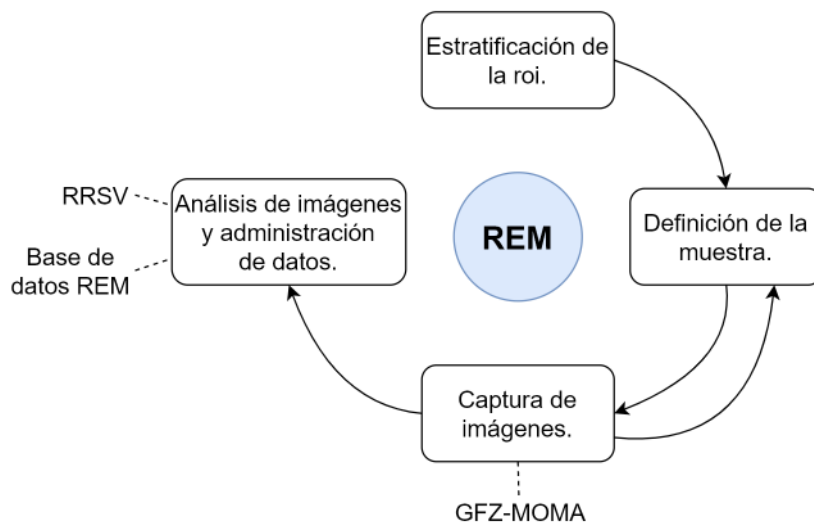 Estratificación de
la roi.
RRSV
Análisis de imágenes
y administración
de datos.
Base de
datos REM
REM
Definición de la
muestra.
Captura de
imágenes.
GFZ-MOMA